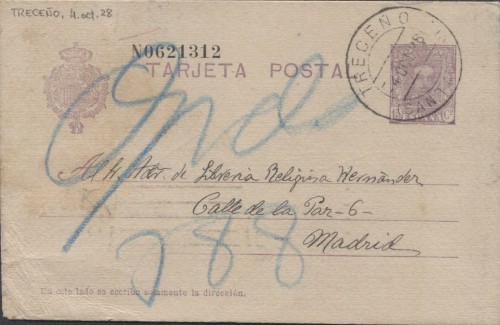 TRECEÑO, 4. oct. 28
N0621312
TARJETA POSTAL
TRECEÑO
Al Sr. Adr. de Librería Religiosa Hernández
Calle de la Paz - 6 -
Madrid
288
En este lado se escribe solamente la dirección.